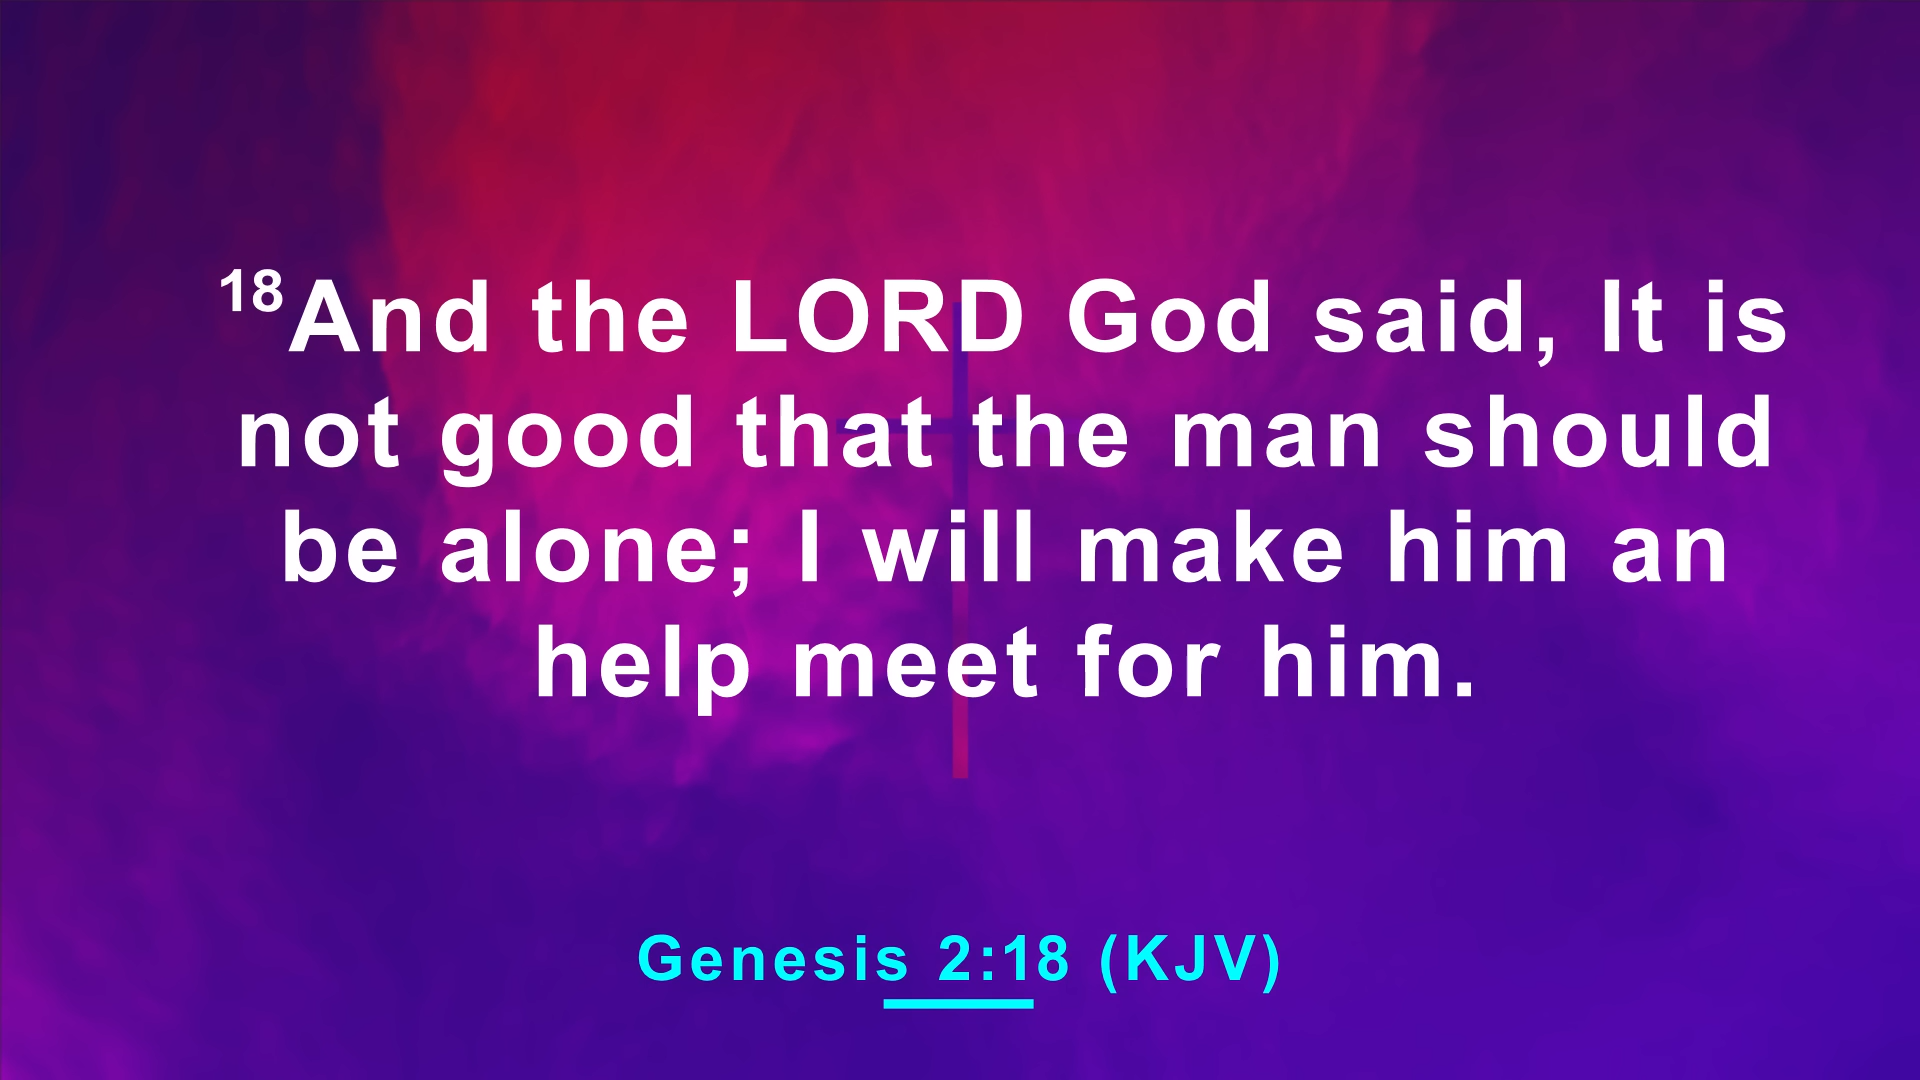 18And the LORD God said, It is
not good that the man should
be alone; I will make him an
help meet for him.
Genesis 2:18 (KJV)